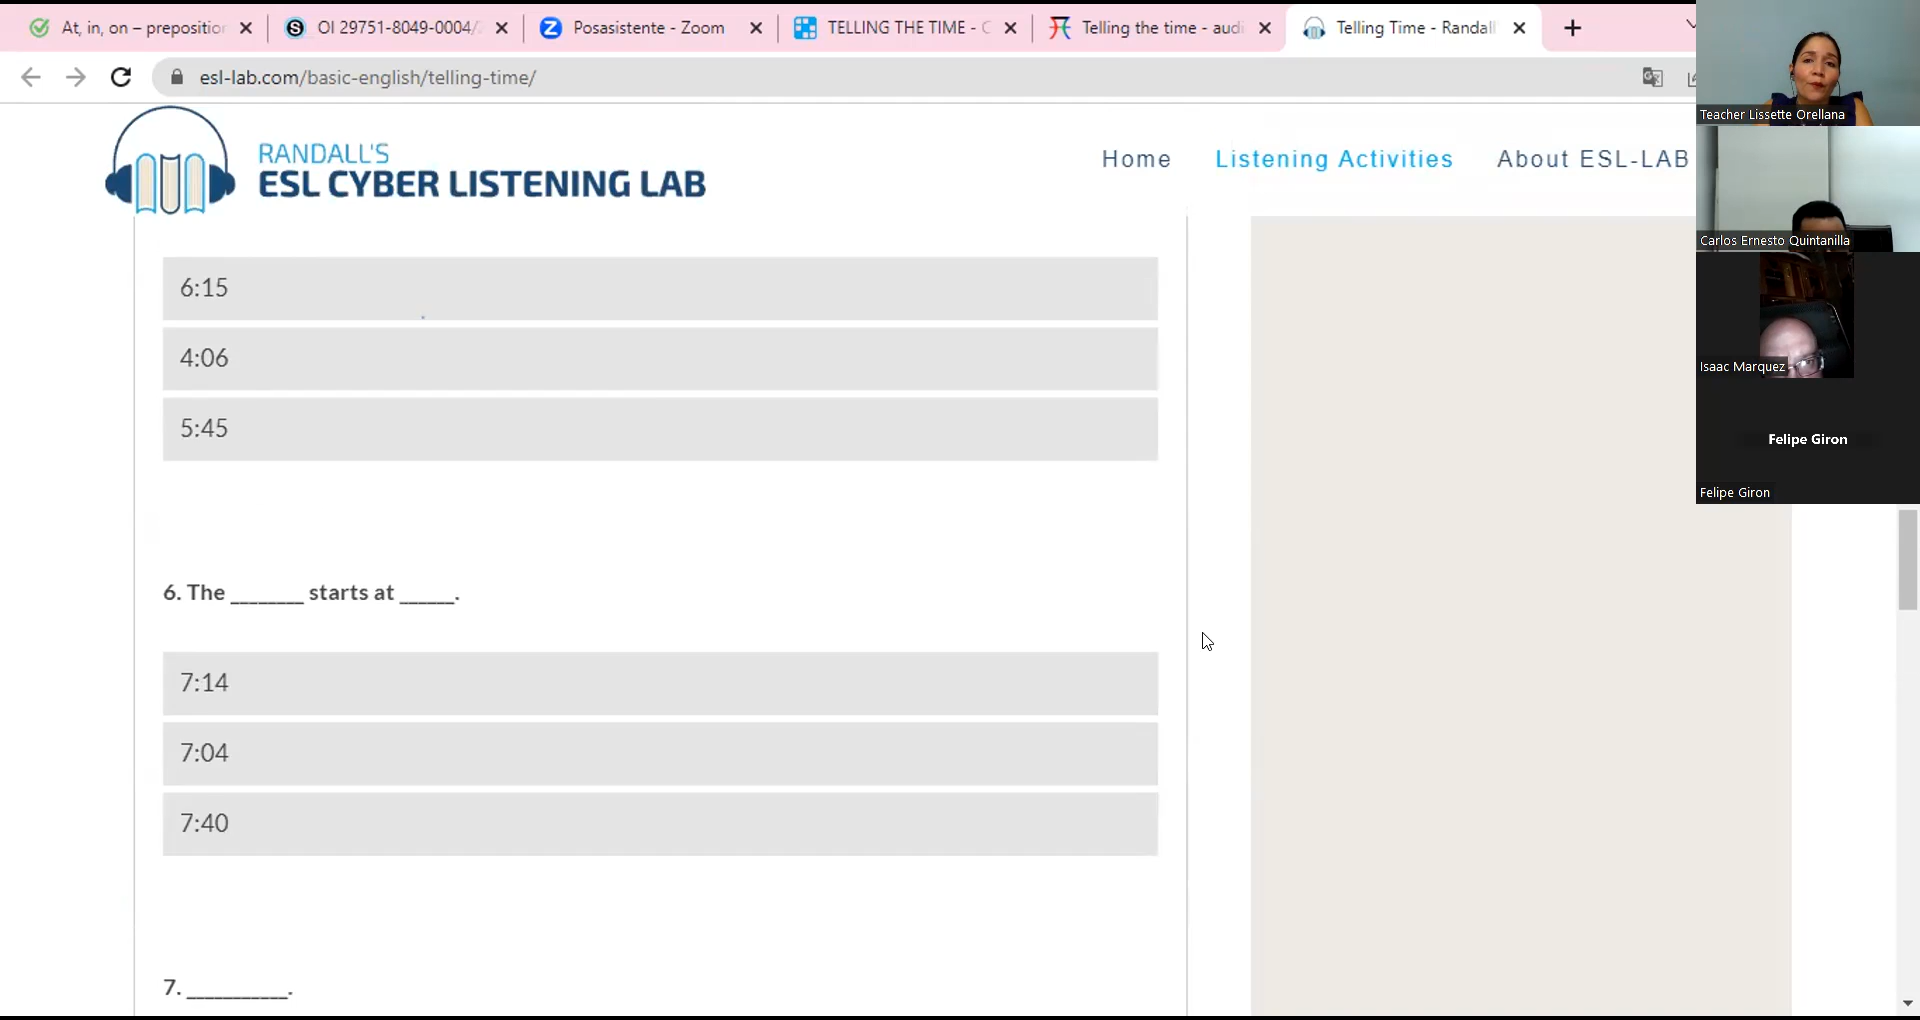 At, in, on – prepositior
OI 29751-8049-0004/
Posasistente - Zoom
TELLING THE TIME - C
Telling the time - audi
Telling Time - Randall
esl-lab.com/basic-english/telling-time/
RANDALL'S
ESL CYBER LISTENING LAB
Home
Listening Activities
About ESL-LAB
Teacher Lissette Orellana
Carlos Ernesto Quintanilla
Isaac Marquez
Felipe Giron
Felipe Giron
6:15
4:06
5:45
6. The ______ starts at _____.
7:14
7:04
7:40
7. _________.